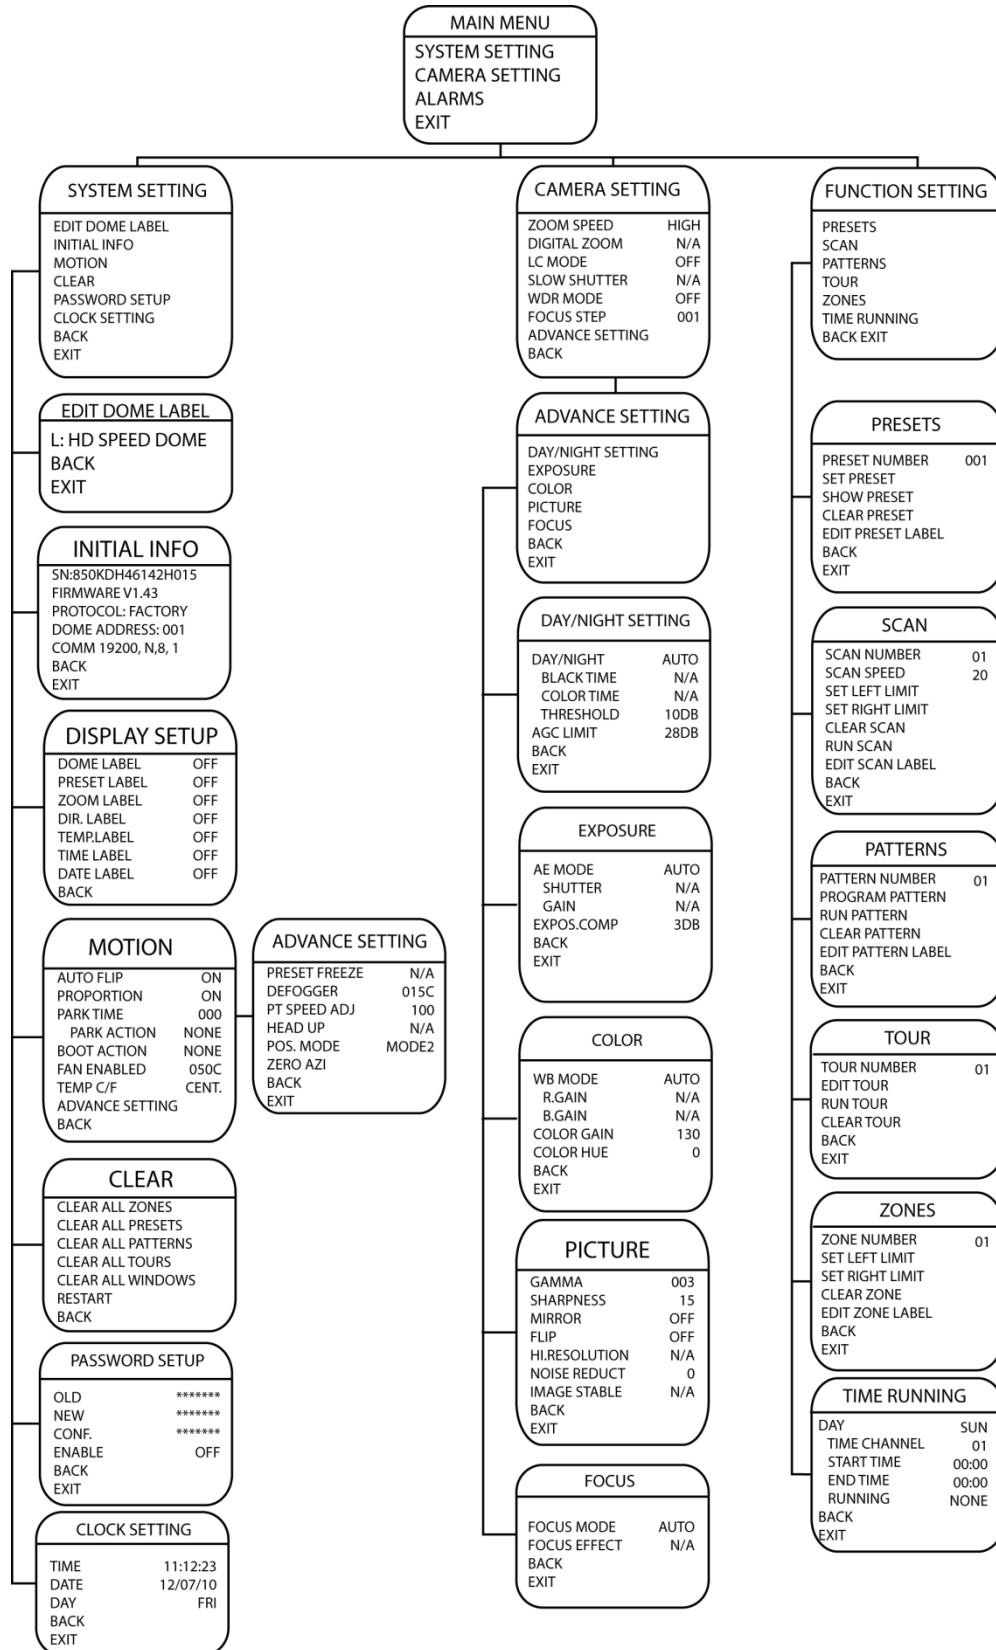 MAIN MENU
SYSTEM SETTING
CAMERA SETTING
ALARMS
EXIT
SYSTEM SETTING
EDIT DOME LABEL
INITIAL INFO
MOTION
CLEAR
PASSWORD SETUP
CLOCK SETTING
BACK
EXIT
EDIT DOME LABEL
L: HD SPEED DOME
BACK
EXIT
INITIAL INFO
SN:850KDH46142H015
FIRMWARE V1.43
PROTOCOL: FACTORY
DOME ADDRESS: 001
COMM 19200, N,8, 1
BACK
EXIT
DISPLAY SETUP
DOME LABEL OFF
PRESET LABEL OFF
ZOOM LABEL OFF
DIR. LABEL OFF
TEMP.LABEL OFF
TIME LABEL OFF
DATE LABEL OFF
BACK
MOTION
AUTO FLIP ON
PROPORTION ON
PARK TIME 000
PARK ACTION NONE
BOOT ACTION NONE
FAN ENABLED 050C
TEMP C/F CENT.
ADVANCE SETTING
BACK
ADVANCE SETTING
PRESET FREEZE N/A
DEFOGGER 015C
PT SPEED ADJ 100
HEAD UP N/A
POS. MODE MODE2
ZERO AZI
BACK
EXIT
CLEAR
CLEAR ALL ZONES
CLEAR ALL PRESETS
CLEAR ALL PATTERNS
CLEAR ALL TOURS
CLEAR ALL WINDOWS
RESTART
BACK
PASSWORD SETUP
OLD *******
NEW *******
CONF. *******
ENABLE OFF
BACK
EXIT
CLOCK SETTING
TIME 11:12:23
DATE 12/07/10
DAY FRI
BACK
EXIT
CAMERA SETTING
ZOOM SPEED HIGH
DIGITAL ZOOM N/A
LC MODE OFF
SLOW SHUTTER N/A
WDR MODE OFF
FOCUS STEP 001
ADVANCE SETTING
BACK
ADVANCE SETTING
DAY/NIGHT SETTING
EXPOSURE
COLOR
PICTURE
FOCUS
BACK
EXIT
DAY/NIGHT SETTING
DAY/NIGHT AUTO
BLACK TIME N/A
COLOR TIME N/A
THRESHOLD 10DB
AGC LIMIT 28DB
BACK
EXIT
EXPOSURE
AE MODE AUTO
SHUTTER N/A
GAIN N/A
EXPOS.COMP 3DB
BACK
EXIT
COLOR
WB MODE AUTO
R.GAIN N/A
B.GAIN N/A
COLOR GAIN 130
COLOR HUE 0
BACK
EXIT
PICTURE
GAMMA 003
SHARPNESS 15
MIRROR OFF
FLIP OFF
HI.RESOLUTION N/A
NOISE REDUCT 0
IMAGE STABLE N/A
BACK
EXIT
FOCUS
FOCUS MODE AUTO
FOCUS EFFECT N/A
BACK
EXIT
FUNCTION SETTING
PRESETS
SCAN
PATTERNS
TOUR
ZONES
TIME RUNNING
BACK EXIT
PRESETS
PRESET NUMBER 001
SET PRESET
SHOW PRESET
CLEAR PRESET
EDIT PRESET LABEL
BACK
EXIT
SCAN
SCAN NUMBER 01
SCAN SPEED 20
SET LEFT LIMIT
SET RIGHT LIMIT
CLEAR SCAN
RUN SCAN
EDIT SCAN LABEL
BACK
EXIT
PATTERNS
PATTERN NUMBER 01
PROGRAM PATTERN
RUN PATTERN
CLEAR PATTERN
EDIT PATTERN LABEL
BACK
EXIT
TOUR
TOUR NUMBER 01
EDIT TOUR
RUN TOUR
CLEAR TOUR
BACK
EXIT
ZONES
ZONE NUMBER 01
SET LEFT LIMIT
SET RIGHT LIMIT
CLEAR ZONE
EDIT ZONE LABEL
BACK
EXIT
TIME RUNNING
DAY SUN
TIME CHANNEL 01
START TIME 00:00
END TIME 00:00
RUNNING NONE
BACK
EXIT